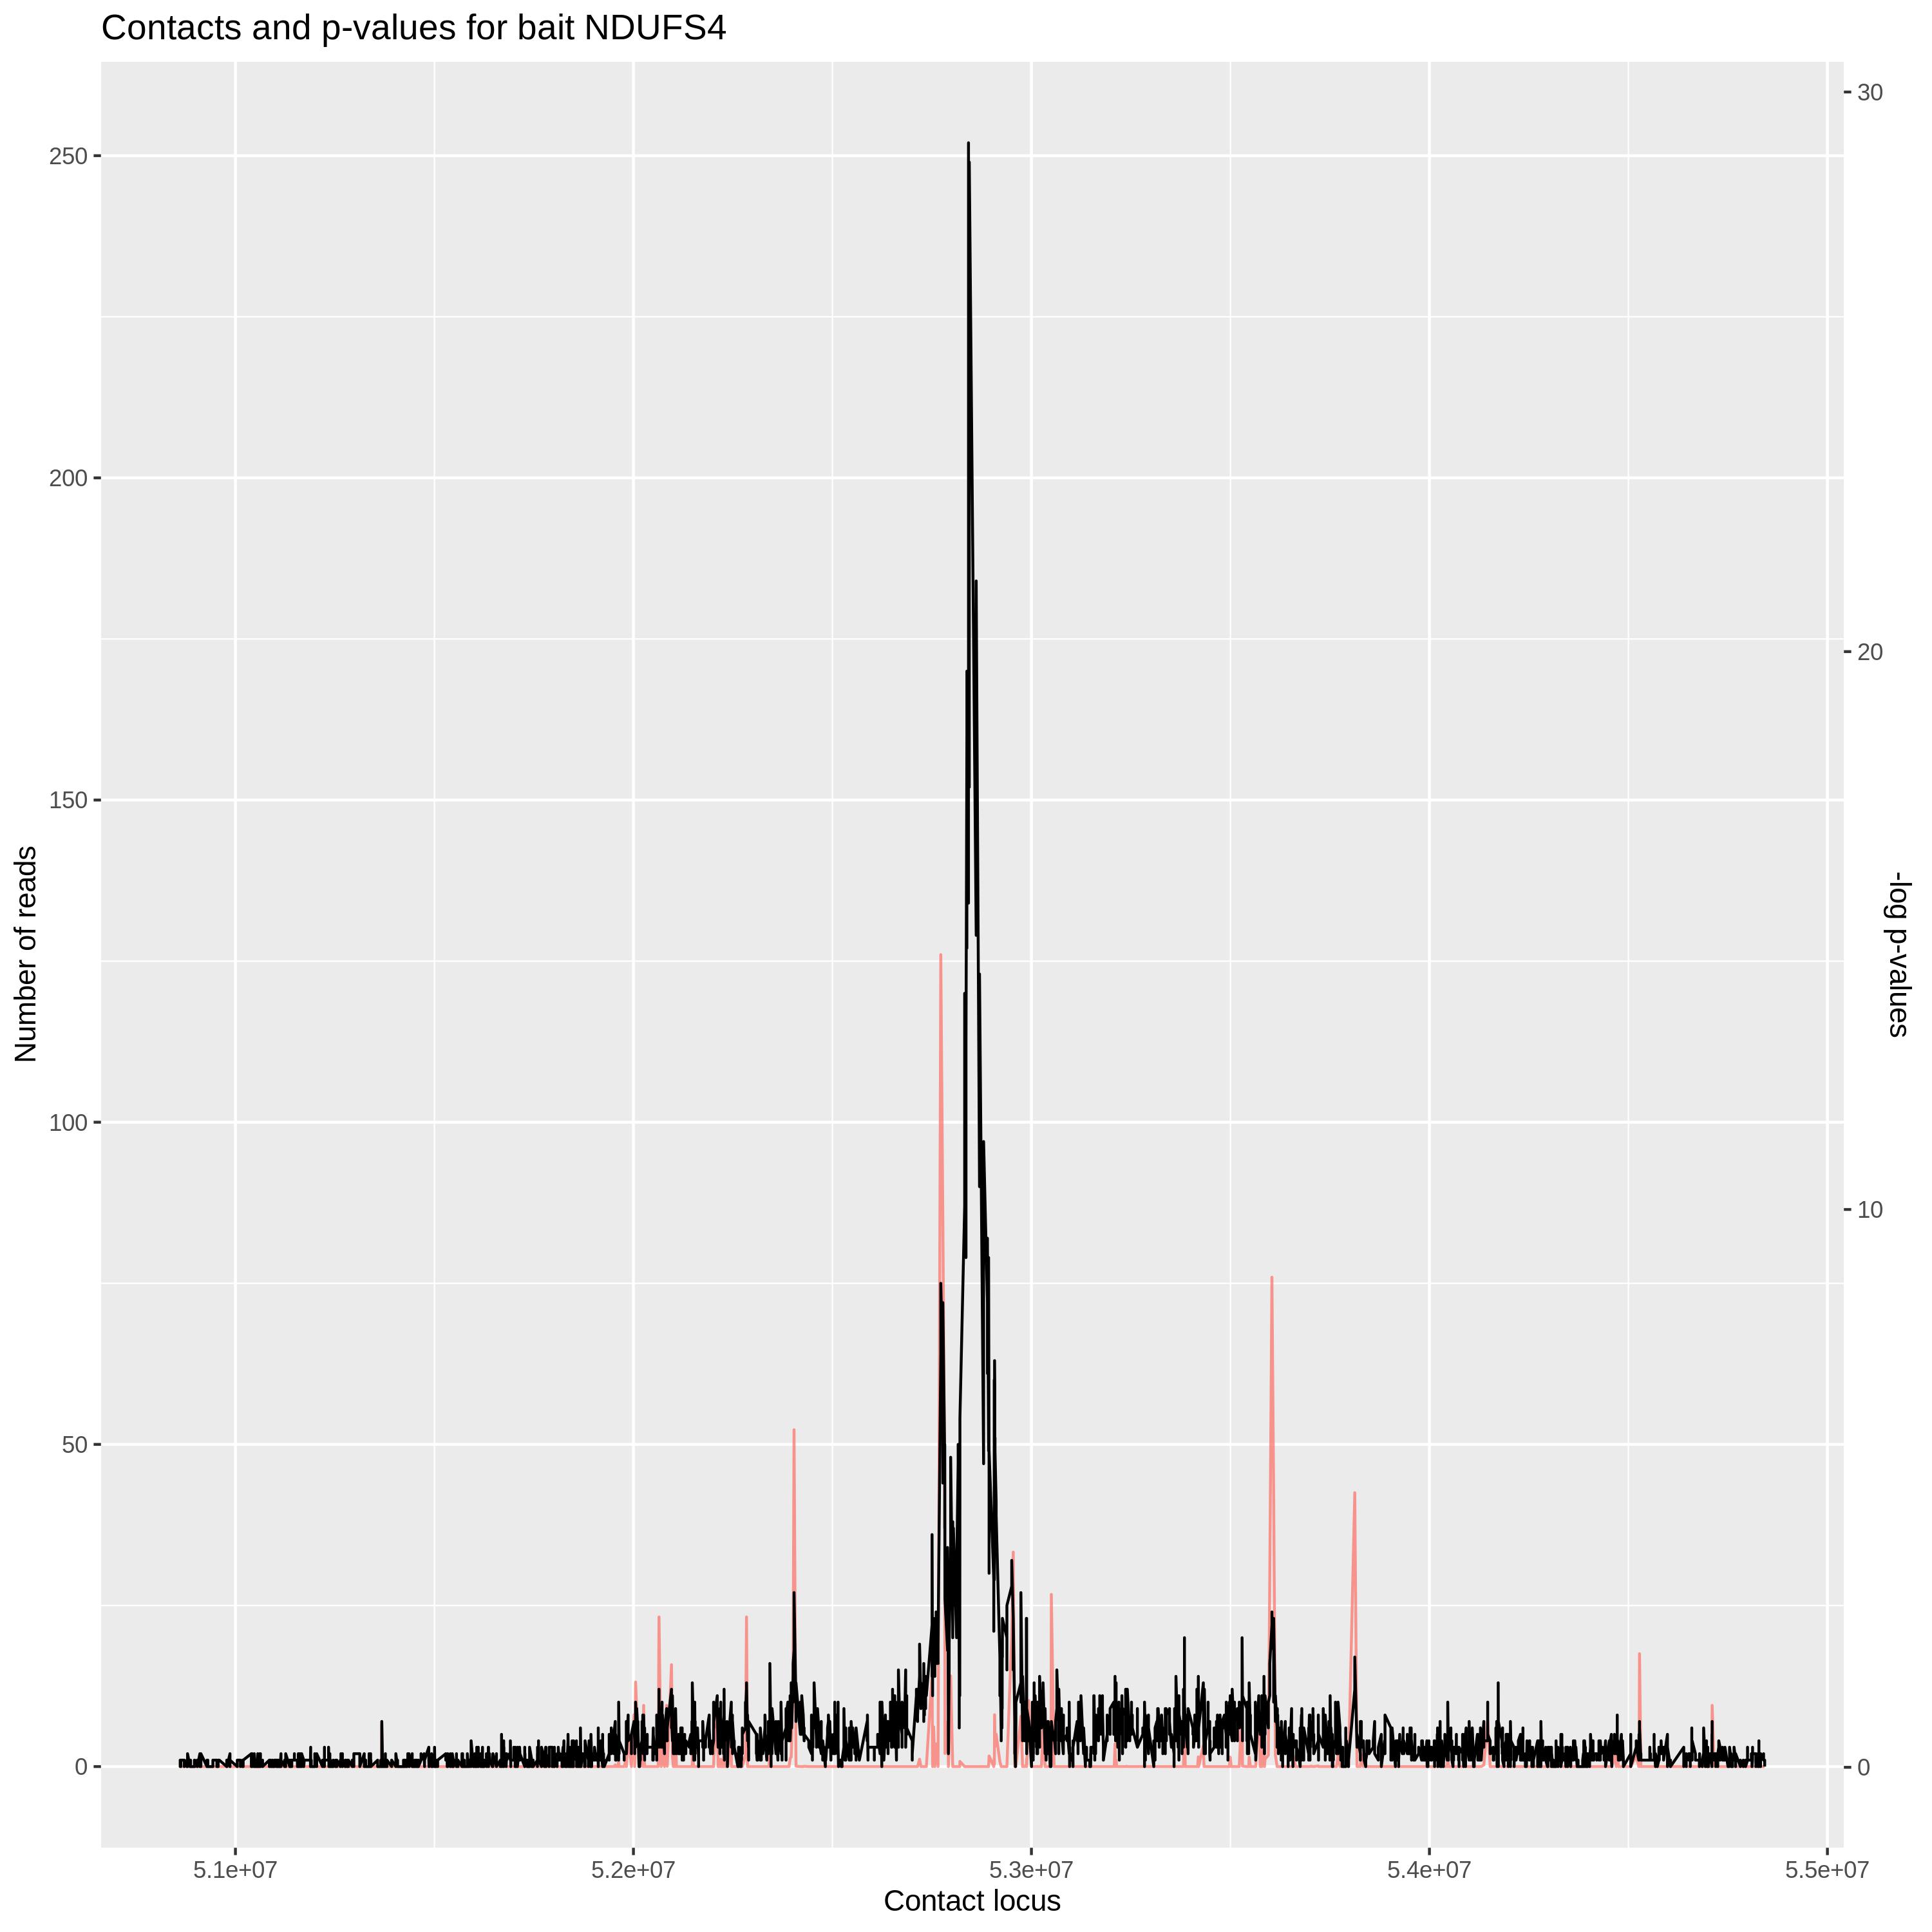 Contacts and p-values for bait NDUFS4
30
250
200
20
150
Number of reads
-log p-values
100
10
50
0
0
5.1e+07
5.2e+07
5.3e+07
5.4e+07
5.5e+07
Contact locus